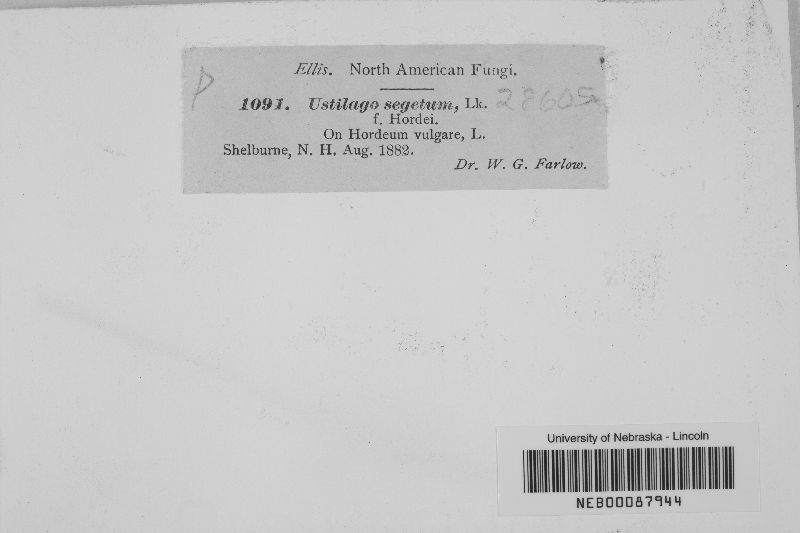 Ellis. North American Fungi.
P
1091. Ustilago segetum, Lk. 28605
f. Hordei.
On Hordeum vulgare, L.
Shelburne, N. H. Aug. 1882.
Dr. W. G. Farlow.
University of Nebraska - Lincoln
NEB00087944